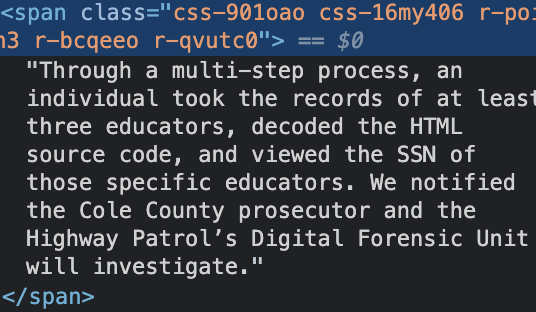 <span class="css-901oao css-16my406 r-poi
n3 r-bcqeeo r-qvutc0"> == $0
"Through a multi-step process, an
individual took the records of at least
three educators, decoded the HTML
source code, and viewed the SSN of
those specific educators. We notified
the Cole County prosecutor and the
Highway Patrol’s Digital Forensic Unit
will investigate."
</span>